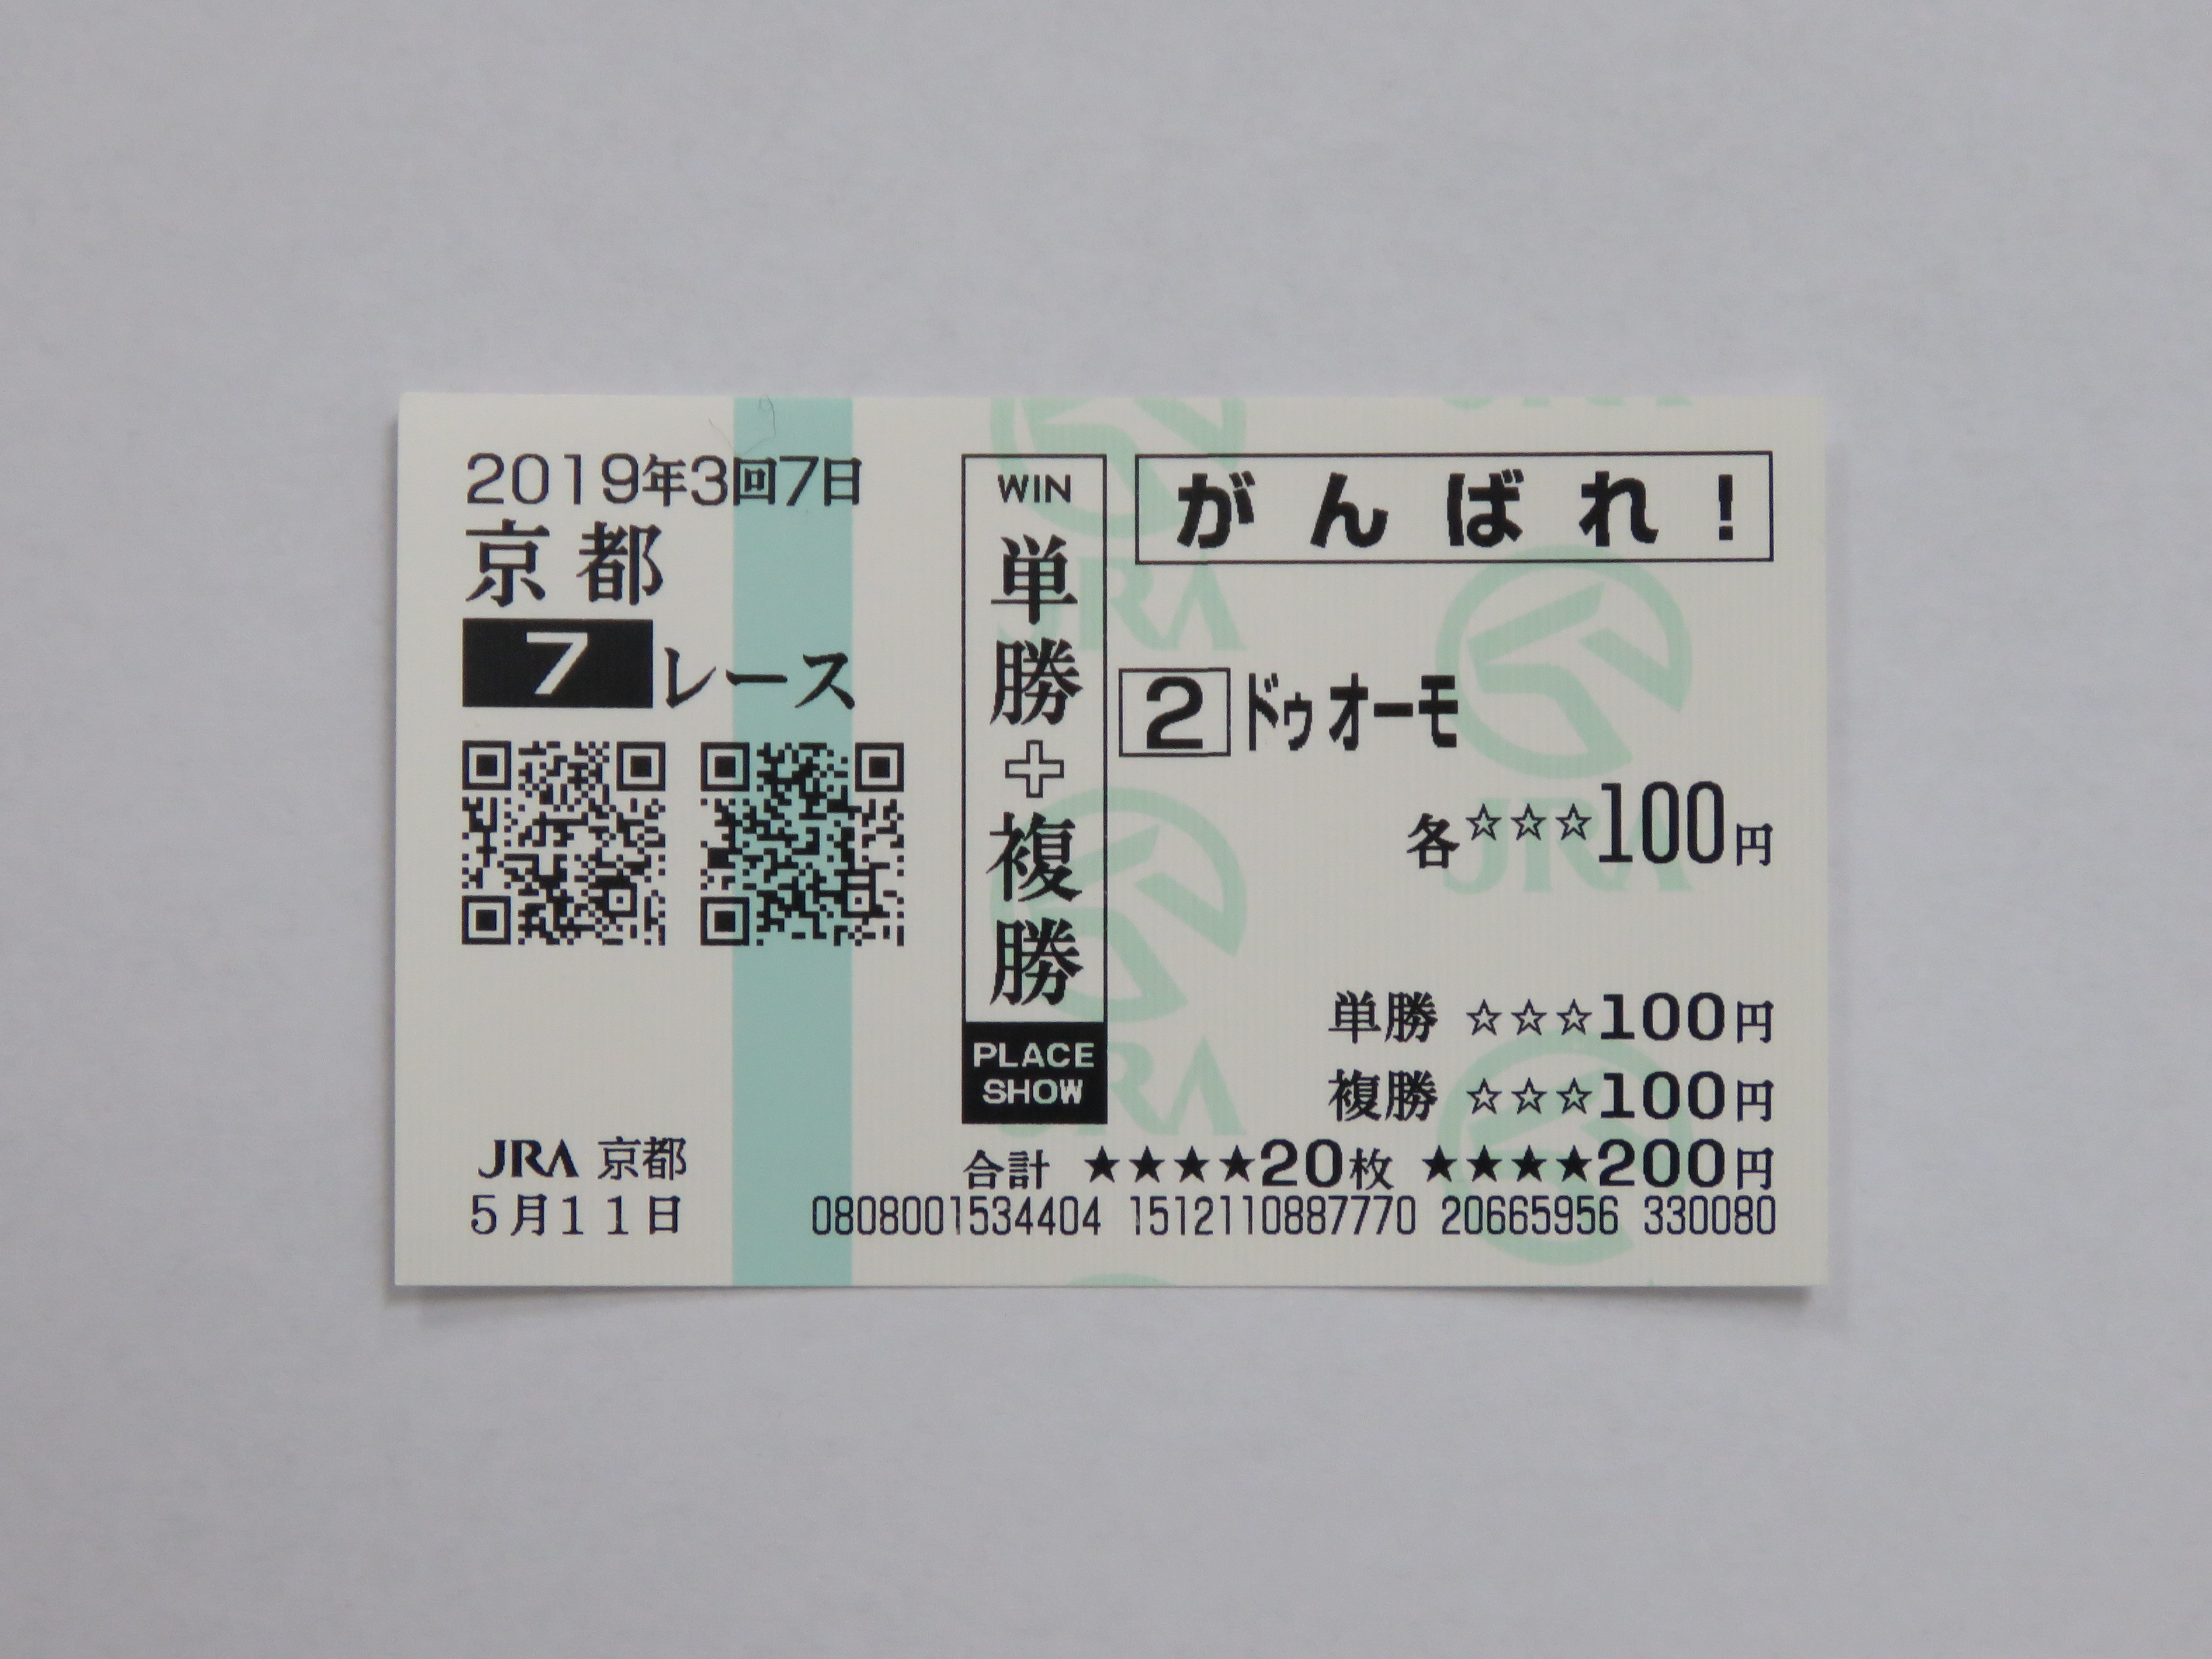 2019年3回7日
京都
7レース
JRA 京都
5月11日
WIN
単勝+複勝
PLACE
SHOW
がんばれ!
2 ドゥオーモ
各☆☆☆100円
単勝 ☆☆☆100円
複勝 ☆☆☆100円
合計 ★★★★20枚 ★★★★200円
0808001534404 1512110887770 20665956 330080
JRA
JRA
JRA